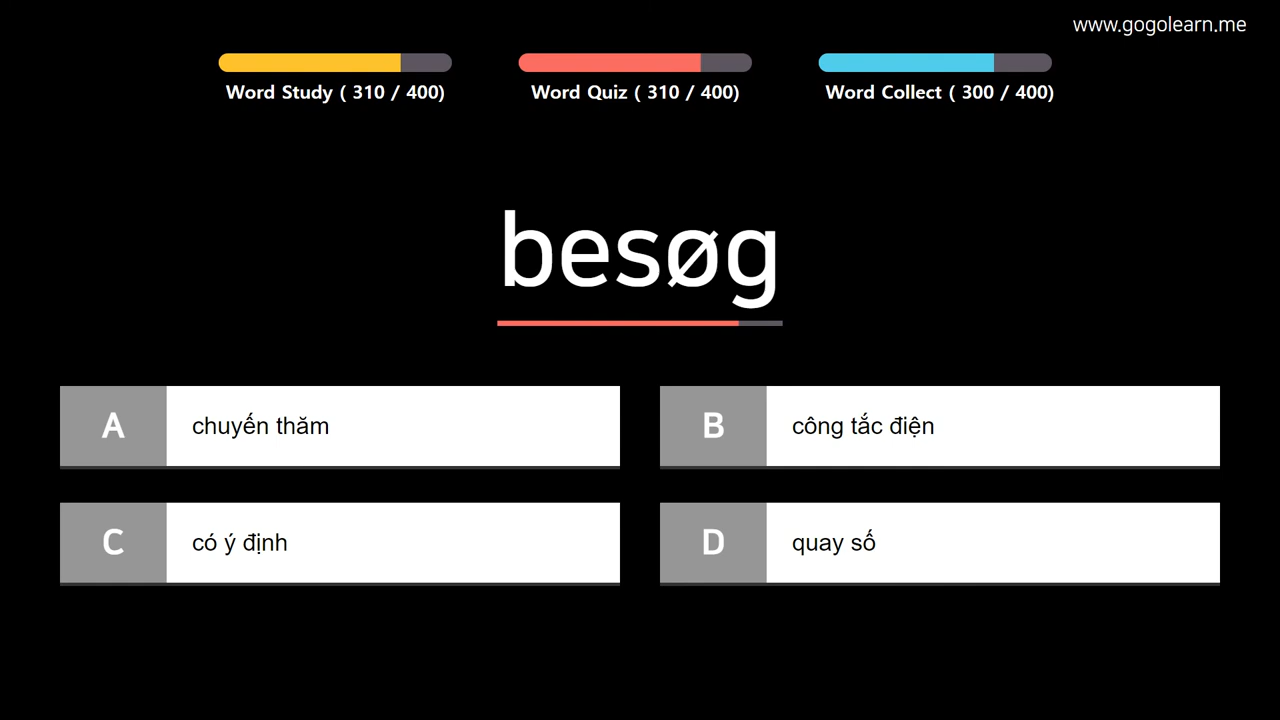 www.gogolearn.me
Word Study ( 310 / 400)
Word Quiz ( 310 / 400)
Word Collect ( 300 / 400)
besøg
A chuyến thăm
B công tắc điện
C có ý định
D quay số